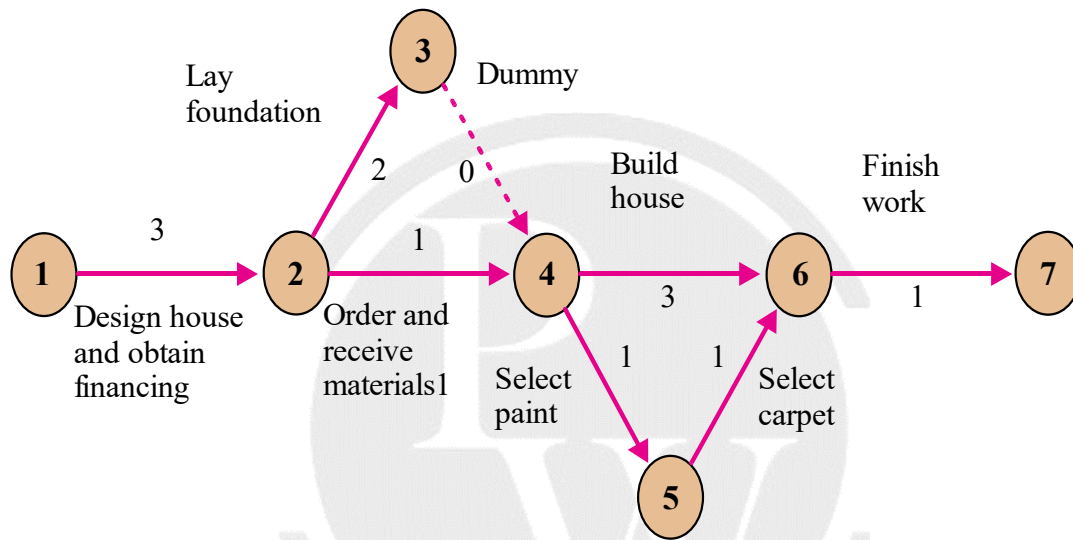 3
Lay
foundation
Dummy
2
0
Build
house
Finish
work
3
1
1
2
4
6
7
3
1
Design house
and obtain
financing
Order and
receive
materials1
Select
paint
1
1
Select
carpet
5